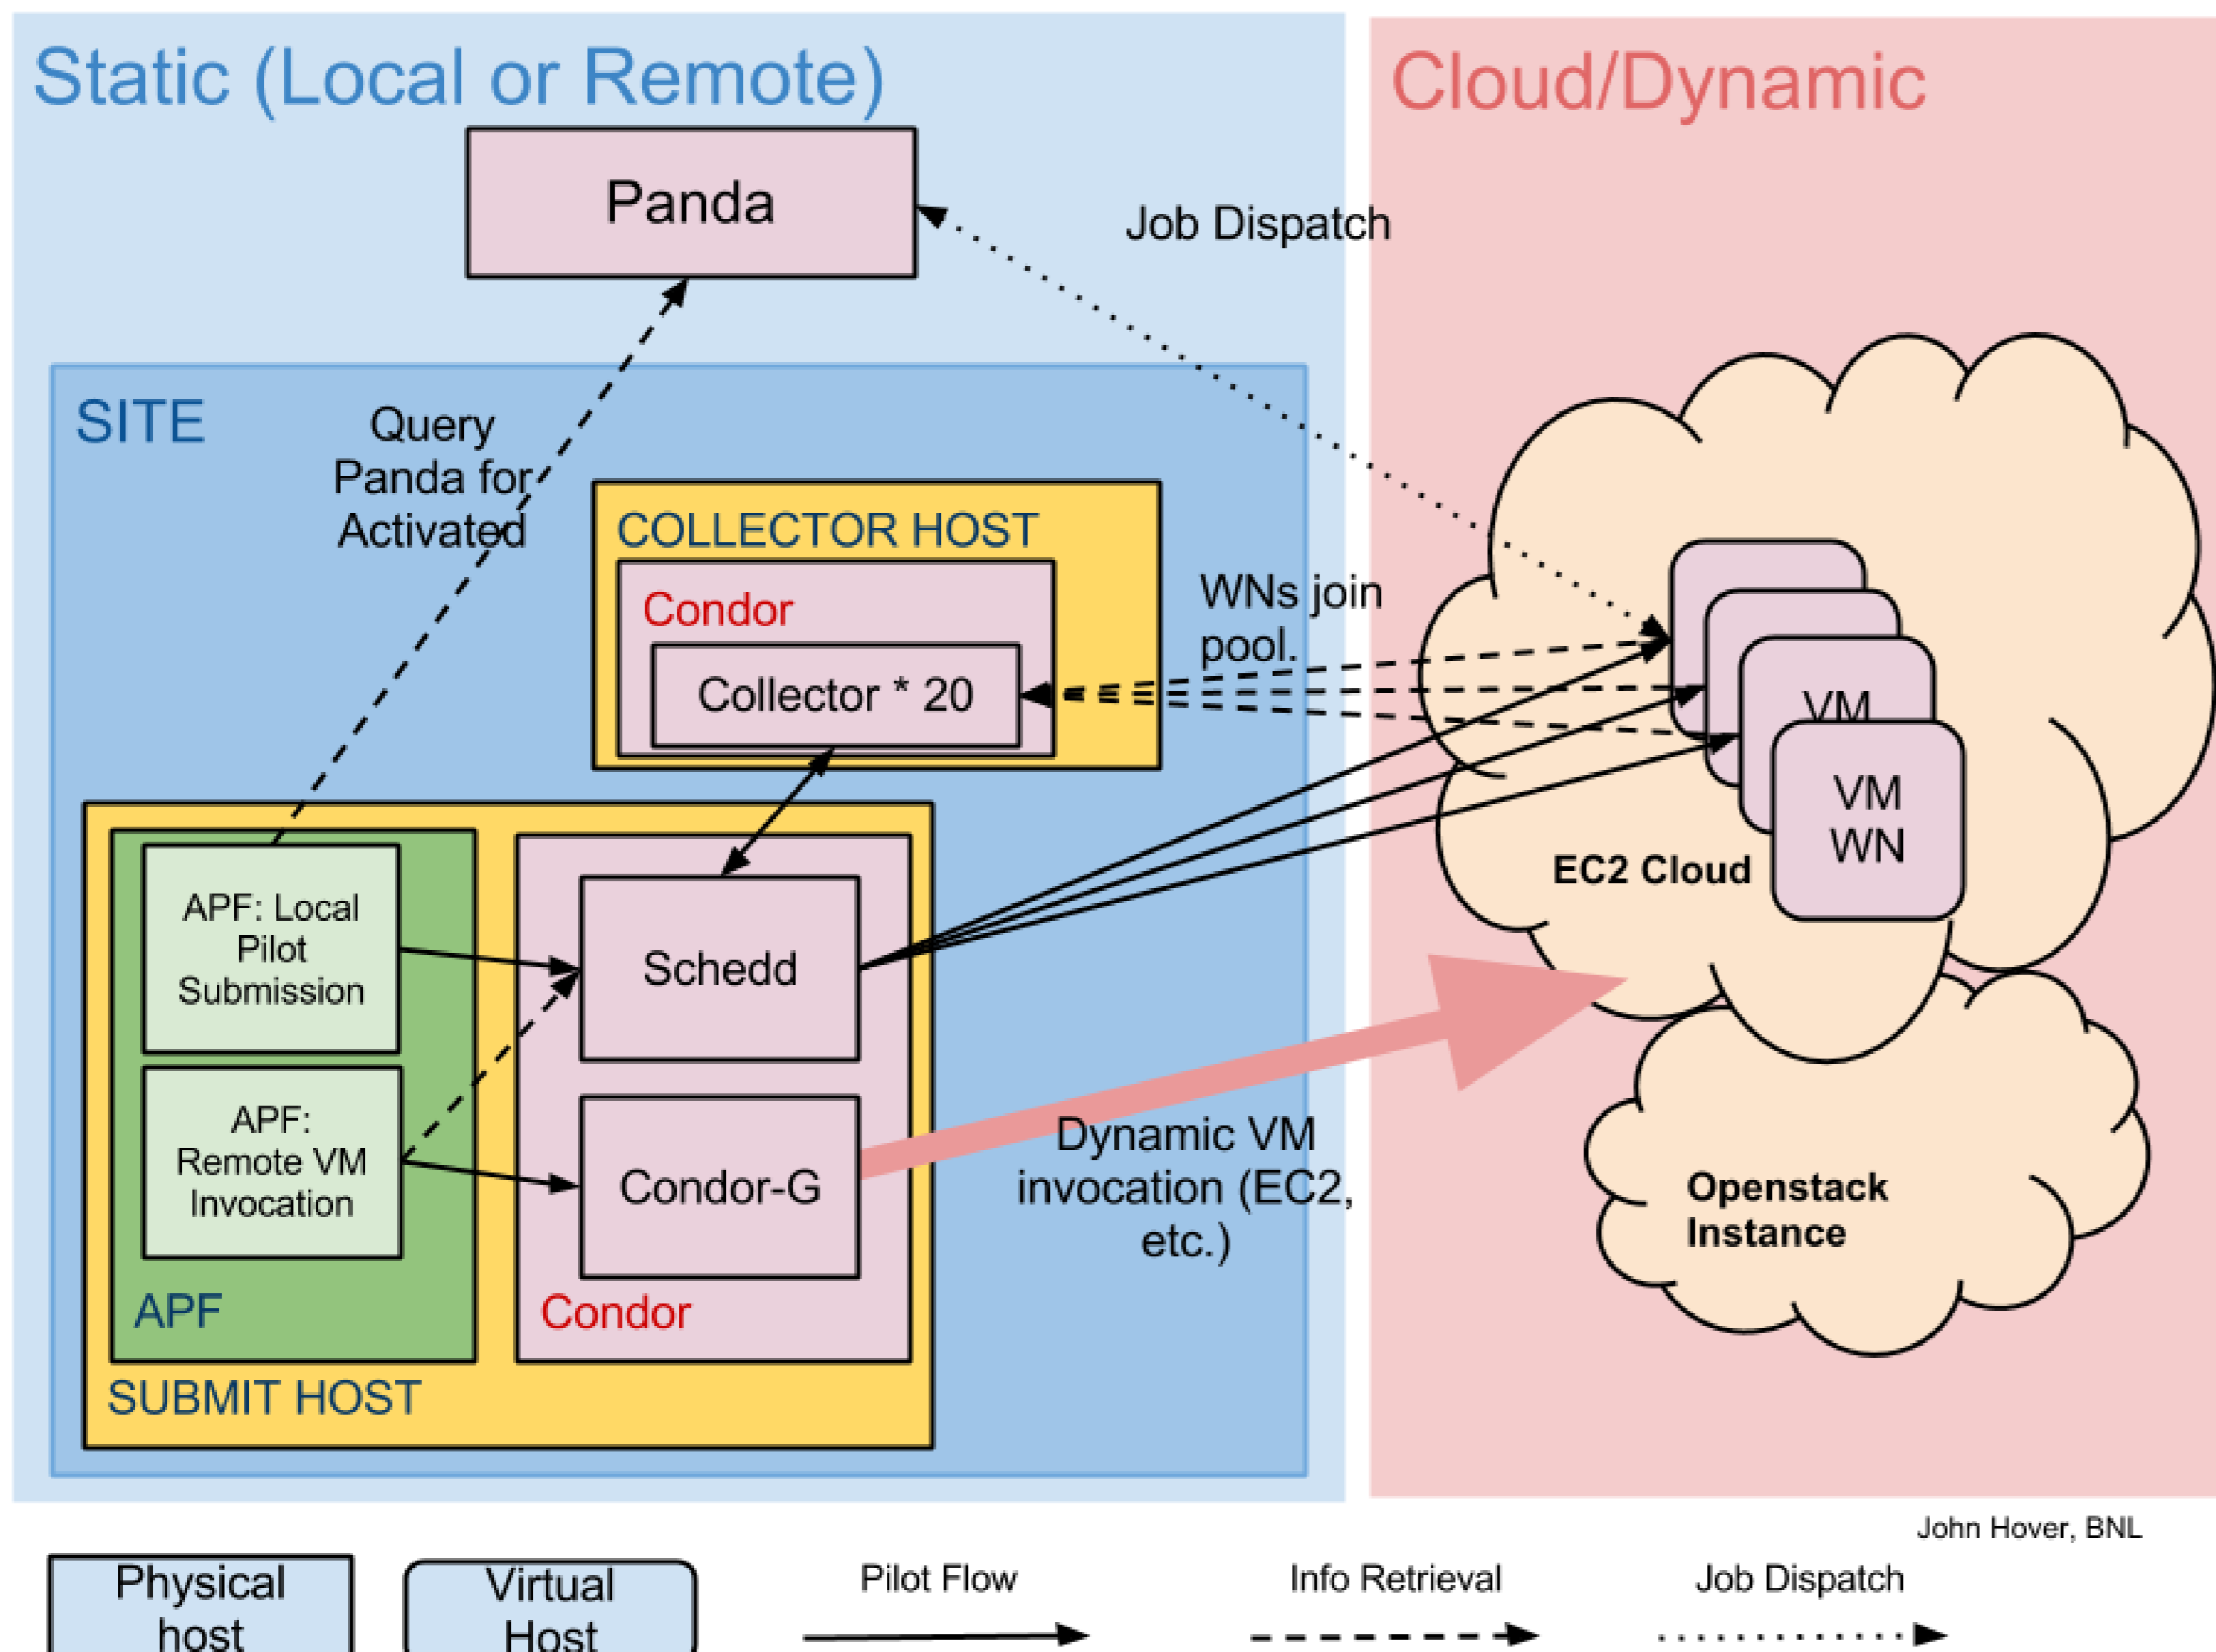 Static (Local or Remote)
Cloud/Dynamic
Panda
Job Dispatch
SITE
Query
Panda for
Activated
COLLECTOR HOST
Condor
Collector * 20
WNs join
pool.
VM
VM
WN
EC2 Cloud
APF: Local
Pilot
Submission
Schedd
APF:
Remote VM
Invocation
Condor-G
Dynamic VM
invocation (EC2,
etc.)
Openstack
Instance
APF
Condor
SUBMIT HOST
John Hover, BNL
Physical
host
Virtual
Host
Pilot Flow
Info Retrieval
Job Dispatch